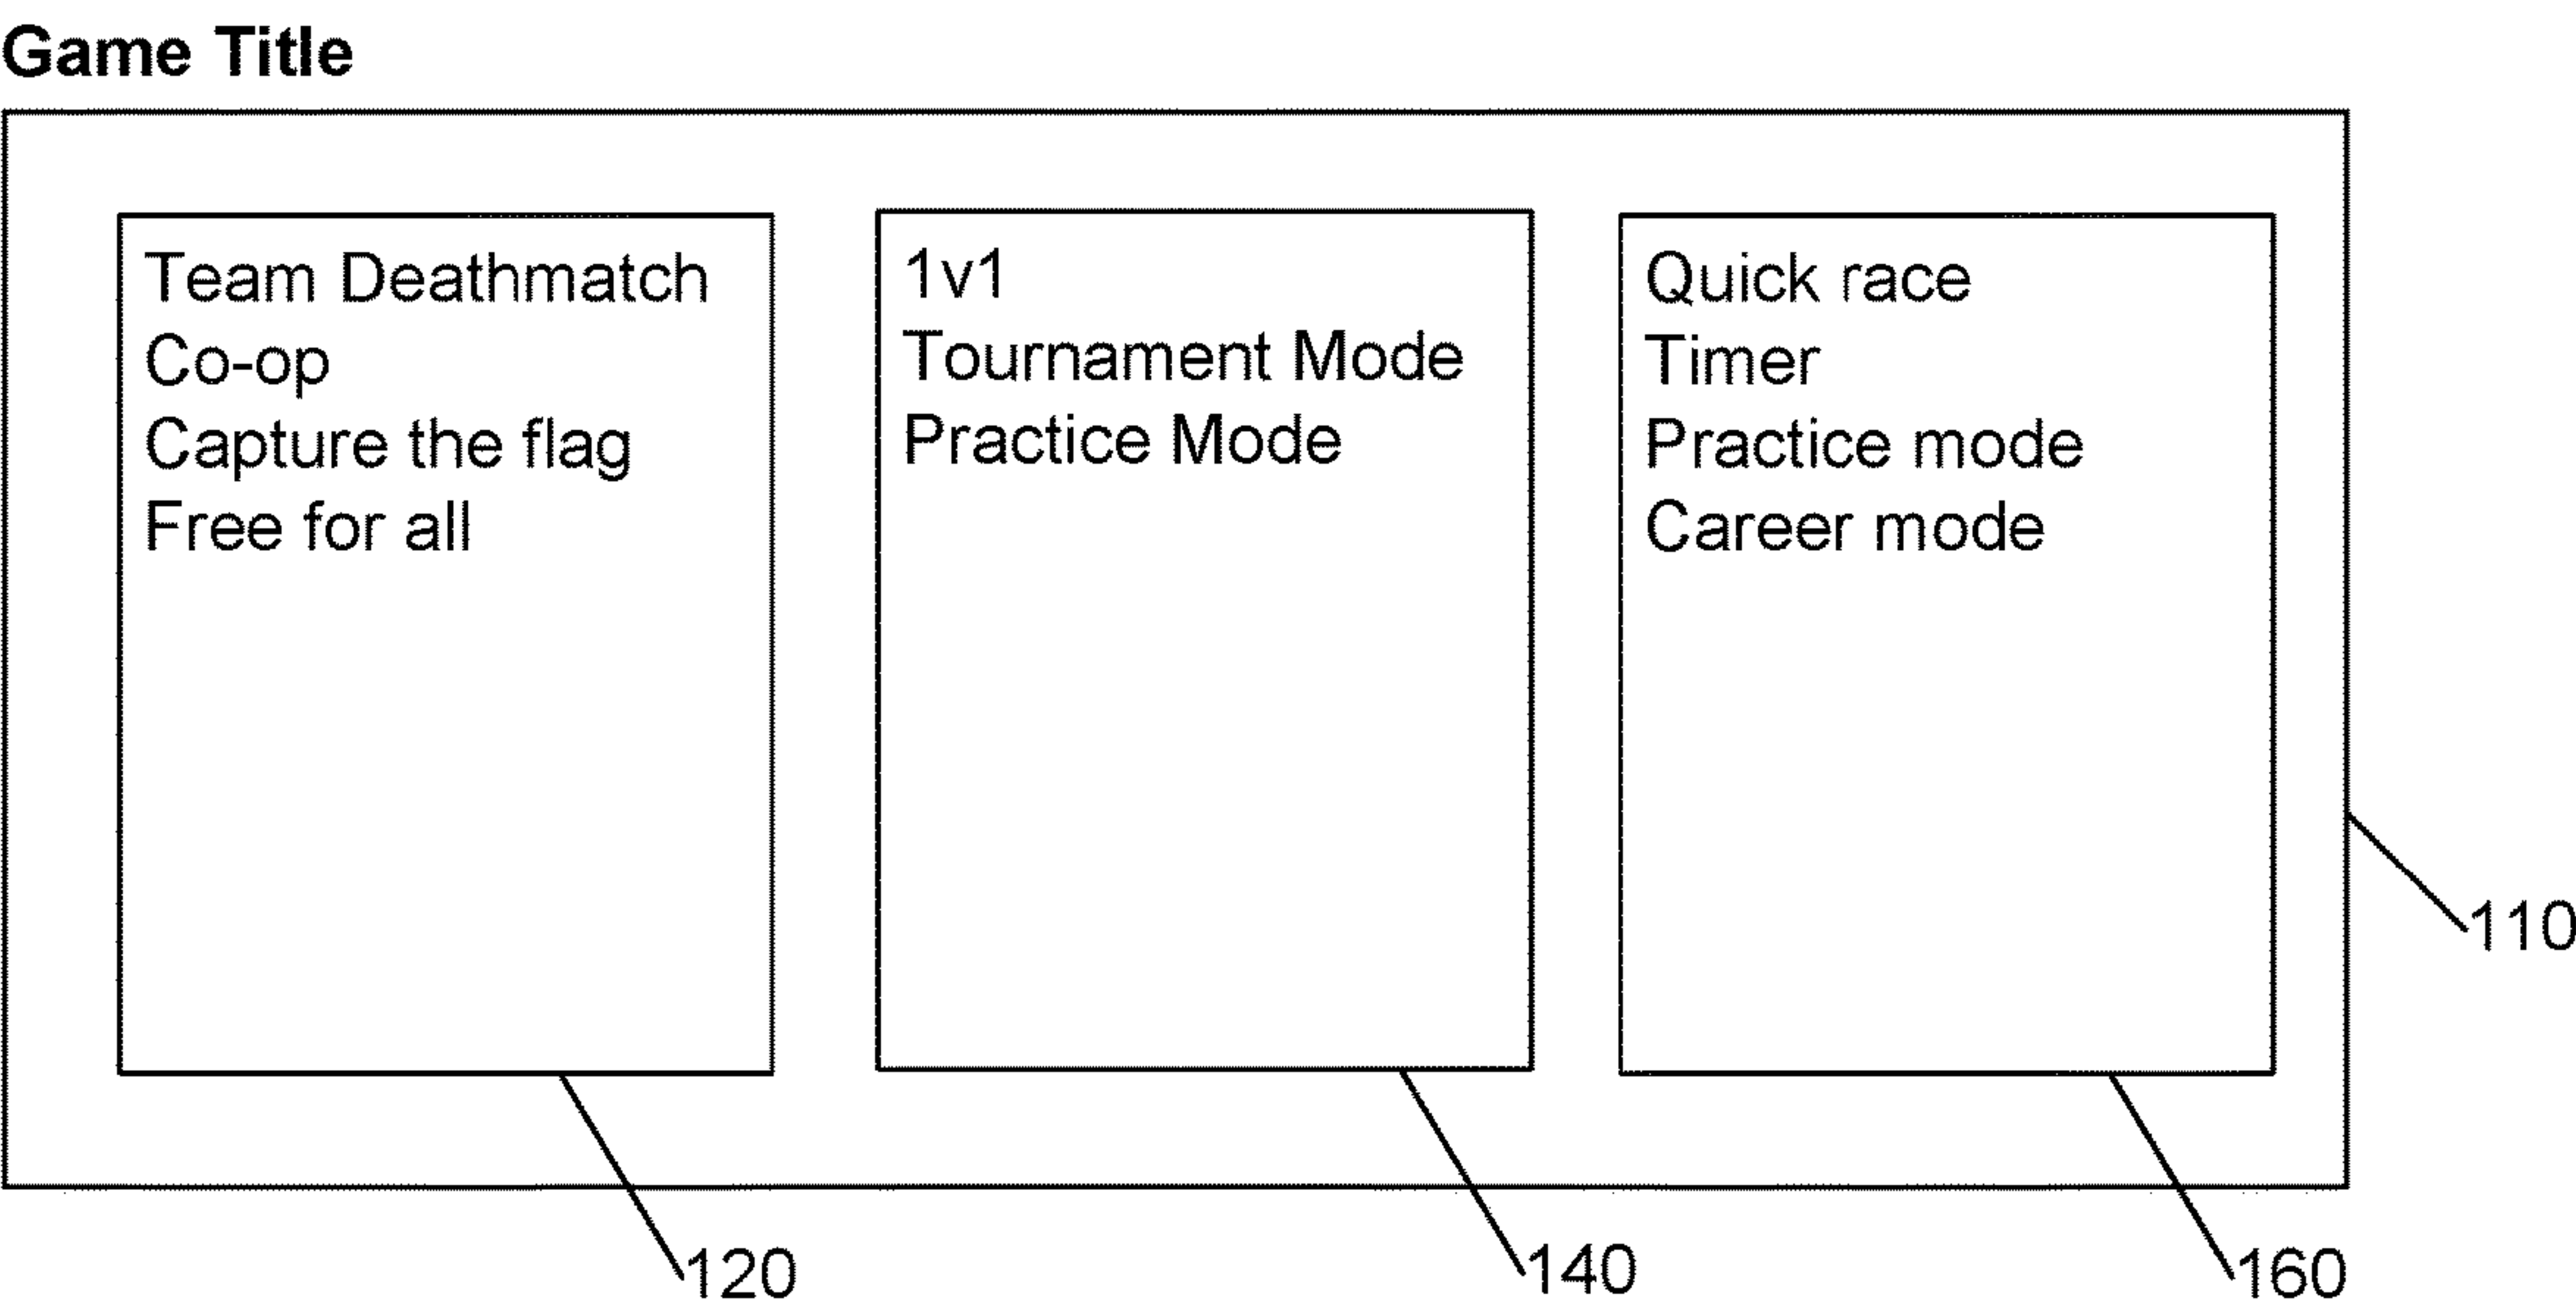 Game Title
Team Deathmatch
Co-op
Capture the flag
Free for all
1v1
Tournament Mode
Practice Mode
Quick race
Timer
Practice mode
Career mode
110
120
140
160